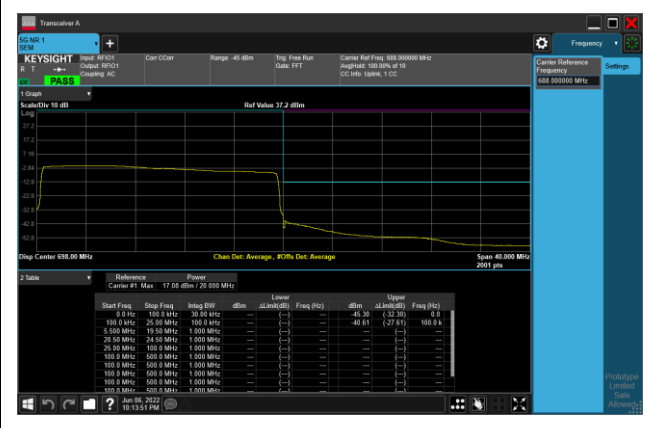 Transceiver A
5G NR 1
SEM
Frequency
KEYSIGHT
Input: RFIO1
Output: RFIO1
Coupling: AC
Corr CCorr
Range: -45 dBm
Trig: Free Run
Gate: FFT
Carrier Ref Freq: 688.000000 MHz
Avg|Hold: 100.00% of 10
CC Info: Uplink, 1 CC
R T
PASS
Carrier Reference
Frequency
688.000000 MHz
Settings
1 Graph
Scale/Div 10 dB
Ref Value 37.2 dBm
Log
27.2
17.2
7.16
-2.84
-12.8
-22.8
-32.8
-42.8
-52.8
Disp Center 698.00 MHz
Chan Det: Average , #Offs Det: Average
Span 40.000 MHz
2001 pts
2 Table
Reference Power
Carrier #1 Max 17.08 dBm / 20.000 MHz
Lower Upper
Start Freq Stop Freq Integ BW dBm ΔLimit(dB) Freq (Hz) dBm ΔLimit(dB) Freq (Hz)
0.0 Hz 100.0 kHz 30.00 kHz --- (---) --- -45.30 (-32.30) 0.0
100.0 kHz 25.00 MHz 100.0 kHz --- (---) --- -40.61 (-27.61) 100.0 k
5.500 MHz 19.50 MHz 1.000 MHz --- (---) --- --- (---) ---
20.50 MHz 24.50 MHz 1.000 MHz --- (---) --- --- (---) ---
25.00 MHz 100.0 MHz 1.000 MHz --- (---) --- --- (---) ---
100.0 MHz 500.0 MHz 1.000 MHz --- (---) --- --- (---) ---
100.0 MHz 500.0 MHz 1.000 MHz --- (---) --- --- (---) ---
100.0 MHz 500.0 MHz 1.000 MHz --- (---) --- --- (---) ---
100.0 MHz 500.0 MHz 1.000 MHz --- (---) --- --- (---) ---
Prototype
Limited
Sale
Allowed
Jun 06, 2022
10:13:51 PM